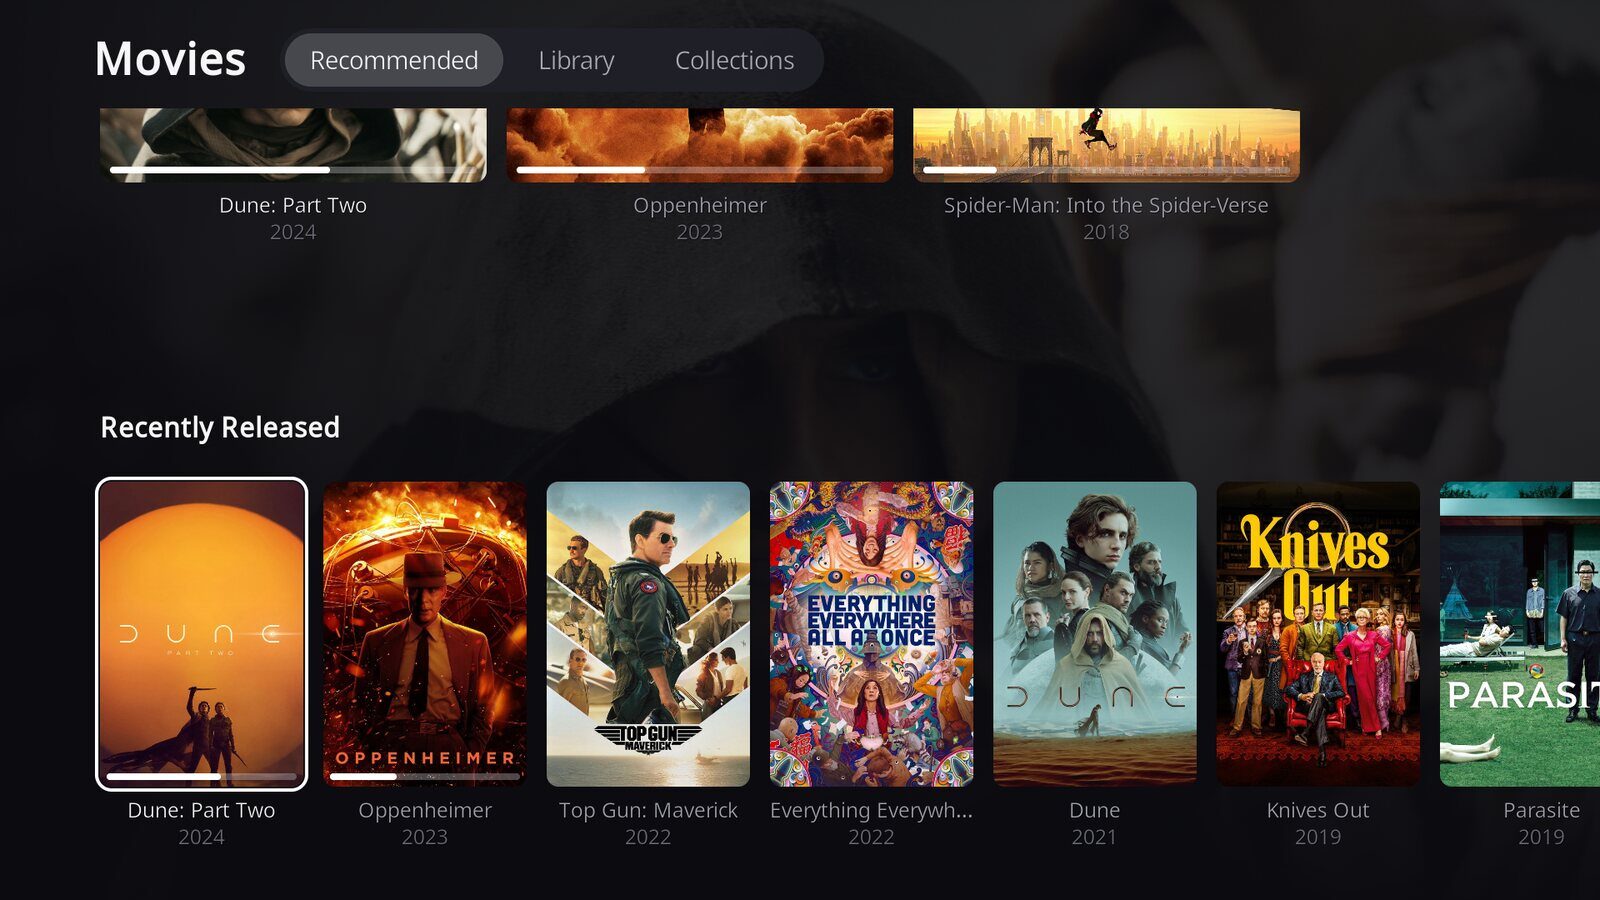 Movies
Recommended
Library
Collections
Dune: Part Two
2024
Oppenheimer
2023
Spider-Man: Into the Spider-Verse
2018
Recently Released
DUNE
PART TWO
OPPENHEIMER
TOP GUN
MAVERICK
EVERYTHING
EVERYWHERE
ALL AT ONCE
DUNE
Knives
Out
PARASIT
Dune: Part Two
2024
Oppenheimer
2023
Top Gun: Maverick
2022
Everything Everywh...
2022
Dune
2021
Knives Out
2019
Parasite
2019